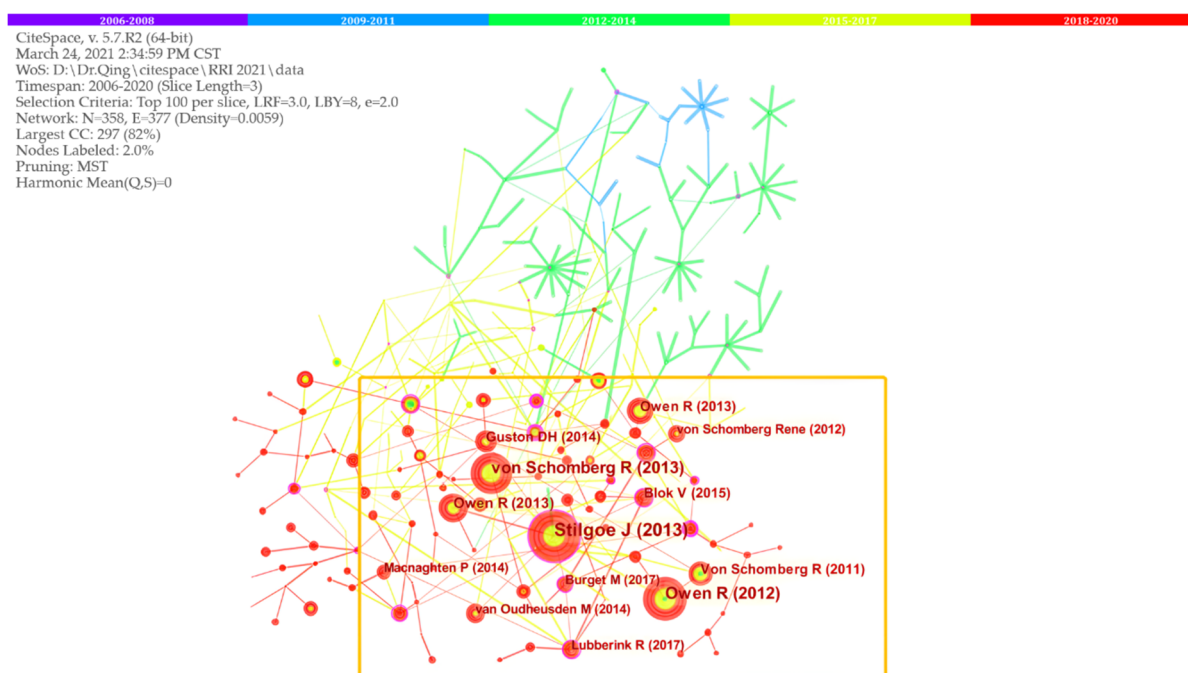 2006-2008 2009-2011 2012-2014 2015-2017 2018-2020
CiteSpace, v. 5.7.R2 (64-bit)
March 24, 2021 2:34:59 PM CST
WoS: D:\Dr.Qing\citespace\RRI 2021\data
Timespan: 2006-2020 (Slice Length=3)
Selection Criteria: Top 100 per slice, LRF=3.0, LBY=8, e=2.0
Network: N=358, E=377 (Density=0.0059)
Largest CC: 297 (82%)
Nodes Labeled: 2.0%
Pruning: MST
Harmonic Mean(Q,S)=0
Owen R (2013)
von Schomberg Rene (2012)
Guston DH (2014)
von Schomberg R (2013)
Blok V (2015)
Owen R (2013)
Stilgoe J (2013)
Macnaghten P (2014)
Von Schomberg R (2011)
Burget M (2017)
Owen R (2012)
van Oudheusden M (2014)
Lubberink R (2017)